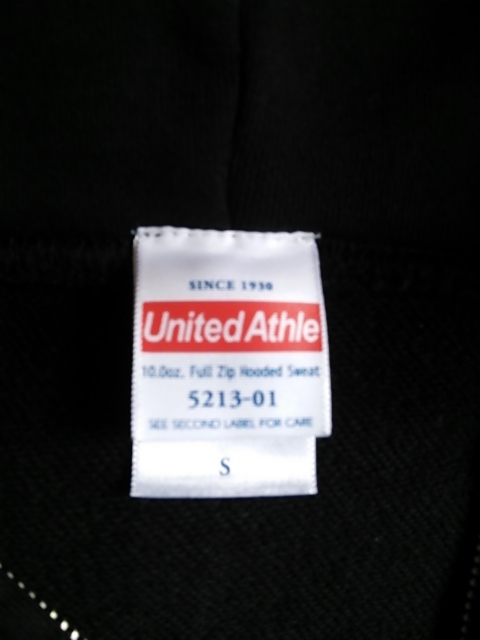 SINCE 1930
United Athle
10.0oz. Full Zip Hooded Sweat
5213-01
SEE SECOND LABEL FOR CARE
S